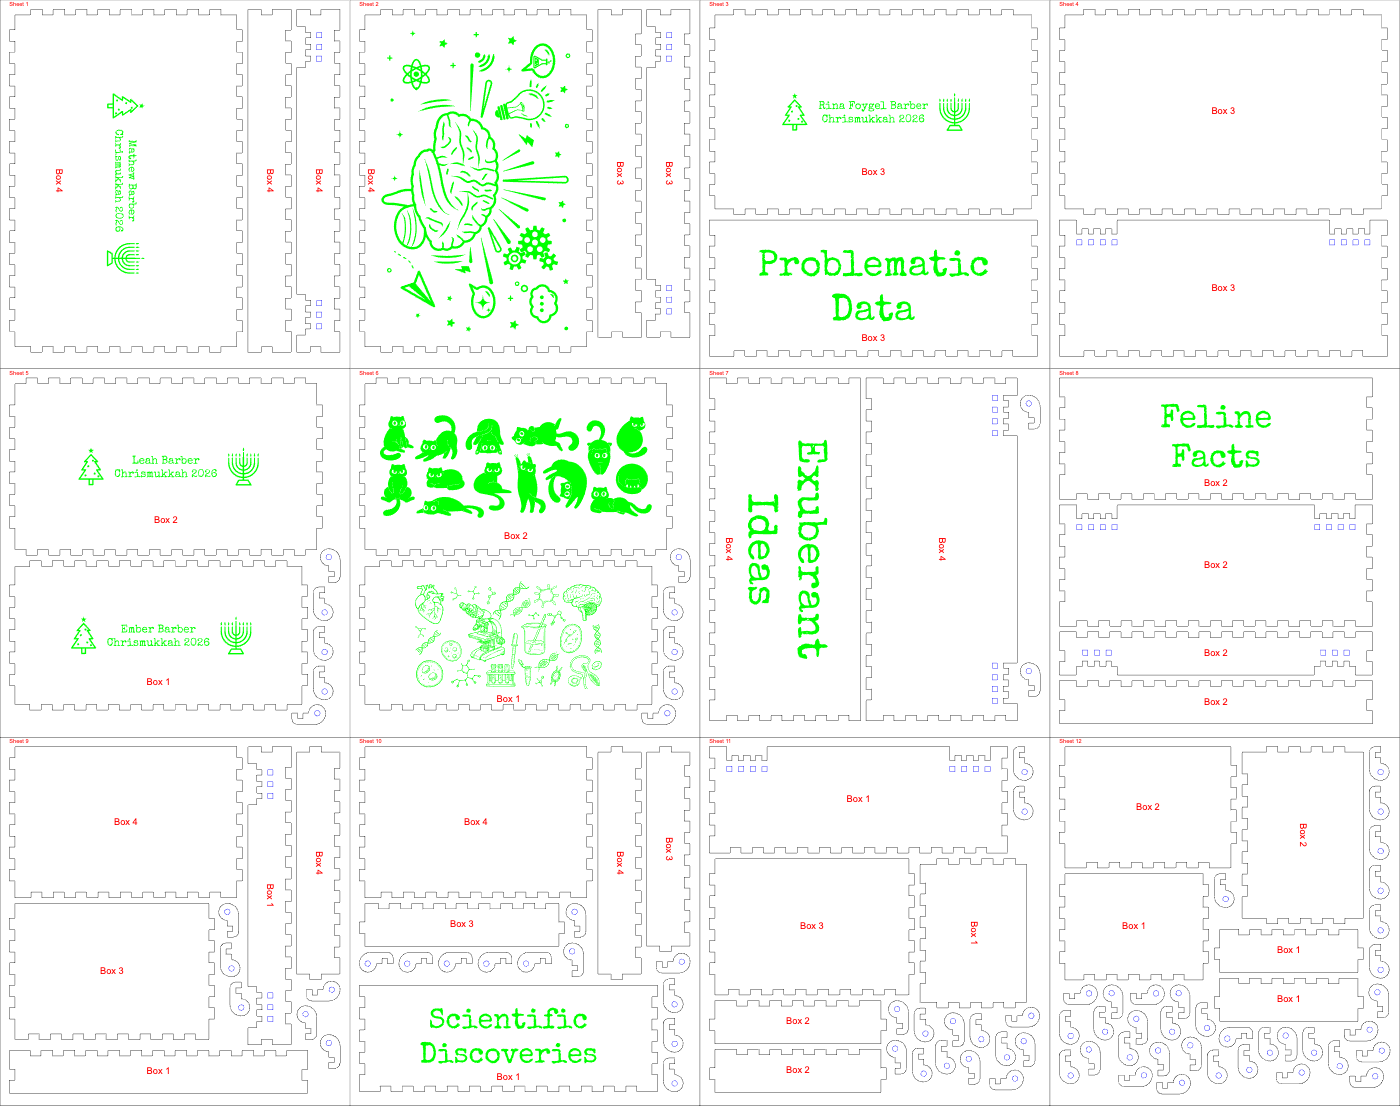 Sheet 1
Box 4
Mathew Barber
Chrismukkah 2026
Box 4
Box 4
Sheet 2
Box 4
Box 3
Box 3
Sheet 3
Rina Foygel Barber
Chrismukkah 2026
Box 3
Problematic
Data
Box 3
Sheet 4
Box 3
Box 3
Sheet 5
Leah Barber
Chrismukkah 2026
Box 2
Ember Barber
Chrismukkah 2026
Box 1
Sheet 6
Box 2
Box 1
Sheet 7
Exuberant
Ideas
Box 4
Box 4
Sheet 8
Feline
Facts
Box 2
Box 2
Box 2
Box 2
Sheet 9
Box 4
Box 1
Box 4
Box 3
Box 1
Sheet 10
Box 4
Box 4
Box 3
Box 3
Scientific
Discoveries
Box 1
Sheet 11
Box 1
Box 3
Box 1
Box 2
Box 2
Sheet 12
Box 2
Box 2
Box 1
Box 1
Box 1